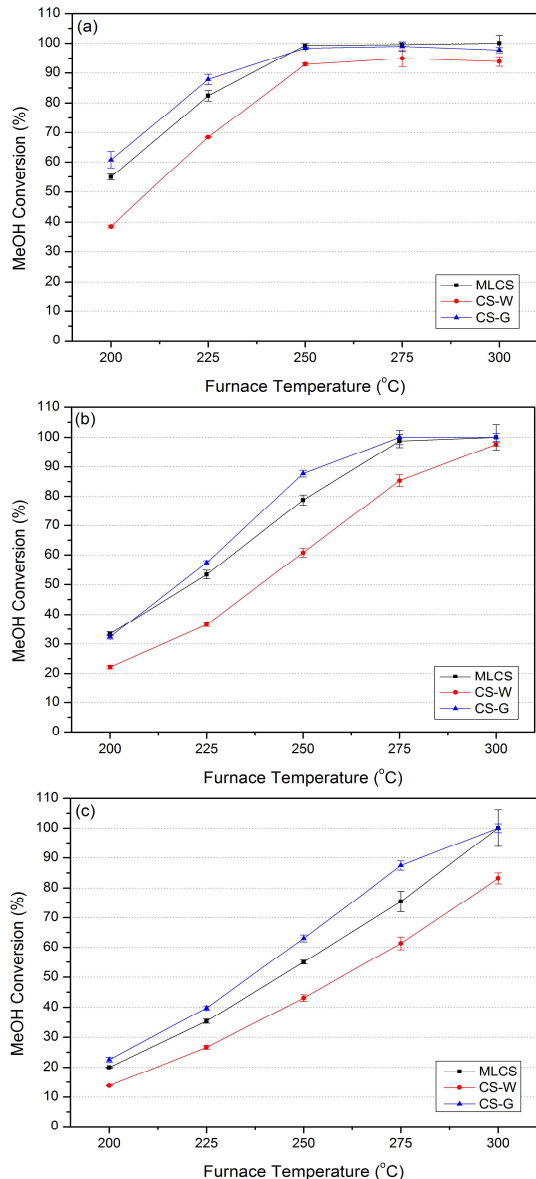 (a)
110
100
90
80
70
60
50
40
30
20
10
0
MeOH Conversion (%)
MLCS
CS-W
CS-G
200 225 250 275 300
Furnace Temperature (°C)
(b)
110
100
90
80
70
60
50
40
30
20
10
0
MeOH Conversion (%)
MLCS
CS-W
CS-G
200 225 250 275 300
Furnace Temperature (°C)
(c)
110
100
90
80
70
60
50
40
30
20
10
0
MeOH Conversion (%)
MLCS
CS-W
CS-G
200 225 250 275 300
Furnace Temperature (°C)